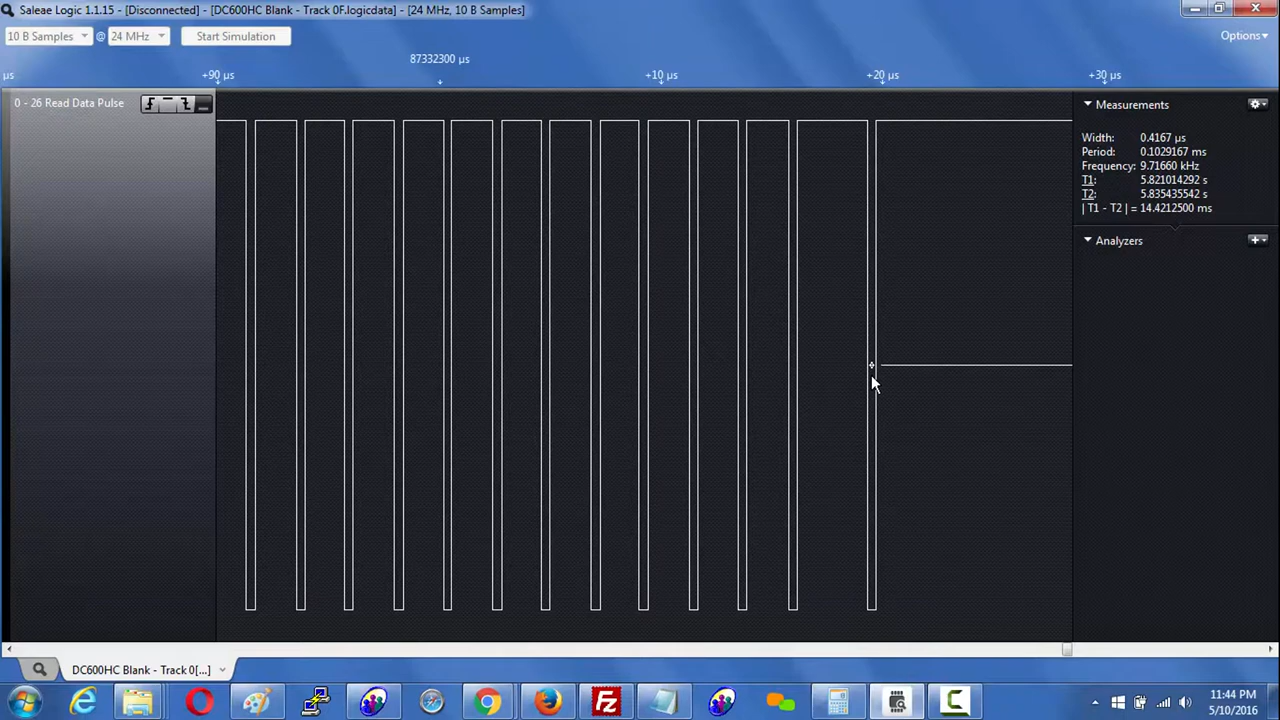 Saleae Logic 1.1.15 - [Disconnected] - [DC600HC Blank - Track 0F.logicdata] - [24 MHz, 10 B Samples]
10 B Samples @ 24 MHz Start Simulation Options
87332300 µs
µs +90 µs +10 µs +20 µs +30 µs
0 - 26 Read Data Pulse
Measurements
Width: 0.4167 µs
Period: 0.1029167 ms
Frequency: 9.71660 kHz
T1: 5.821014292 s
T2: 5.835435542 s
| T1 - T2 | = 14.4212500 ms
Analyzers
DC600HC Blank - Track 0[...]
11:44 PM
5/10/2016